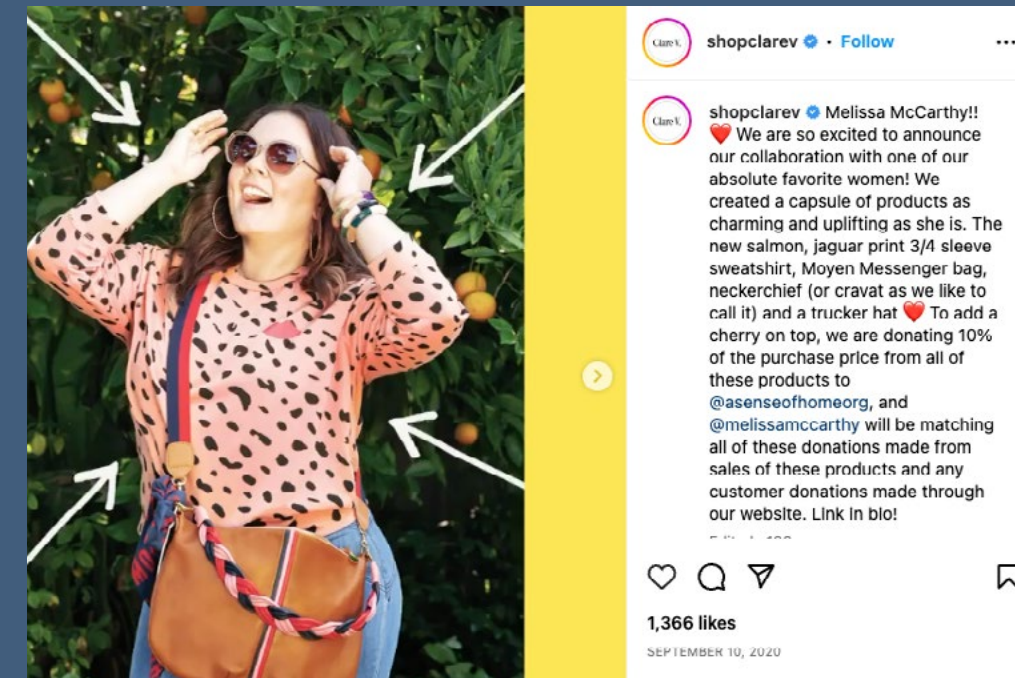 Clare V.
shopclarev • Follow
Clare V.
shopclarev Melissa McCarthy!!
❤️ We are so excited to announce
our collaboration with one of our
absolute favorite women! We
created a capsule of products as
charming and uplifting as she is. The
new salmon, jaguar print 3/4 sleeve
sweatshirt, Moyen Messenger bag,
neckerchief (or cravat as we like to
call it) and a trucker hat ❤️ To add a
cherry on top, we are donating 10%
of the purchase price from all of
these products to
@asenseofhomeorg, and
@melissamccarthy will be matching
all of these donations made from
sales of these products and any
customer donations made through
our website. Link in bio!
1,366 likes
SEPTEMBER 10, 2020